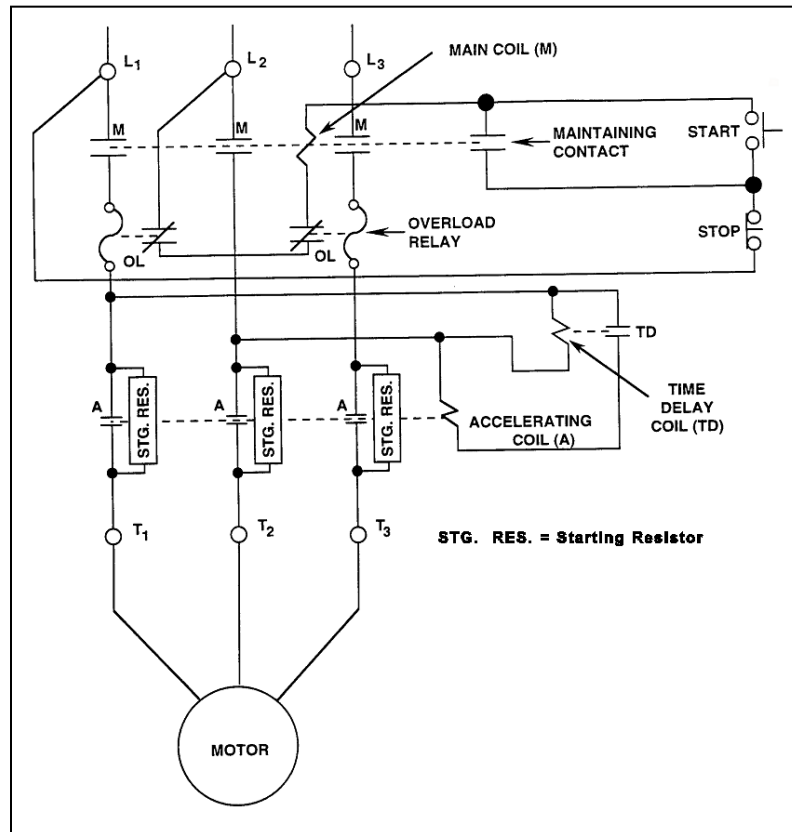 L1
L2
L3
MAIN COIL (M)
M
M
M
MAINTAINING
CONTACT
START
OVERLOAD
RELAY
STOP
OL
OL
TD
A
STG. RES.
A
STG. RES.
A
STG. RES.
ACCELERATING
COIL (A)
TIME
DELAY
COIL (TD)
T1
T2
T3
STG. RES. = Starting Resistor
MOTOR